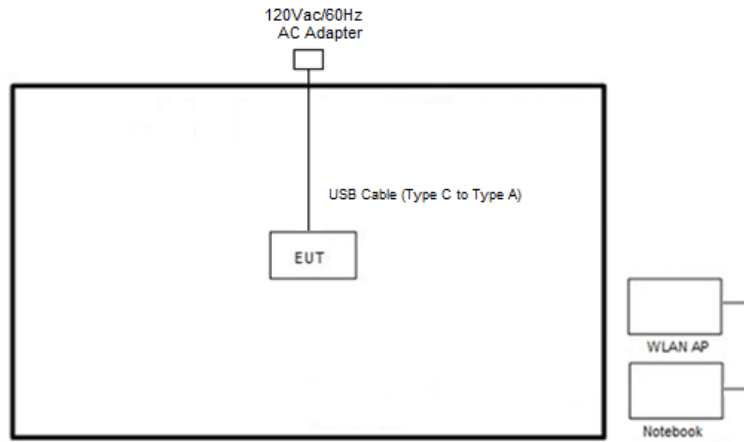 120Vac/60Hz
AC Adapter
USB Cable (Type C to Type A)
EUT
WLAN AP
Notebook